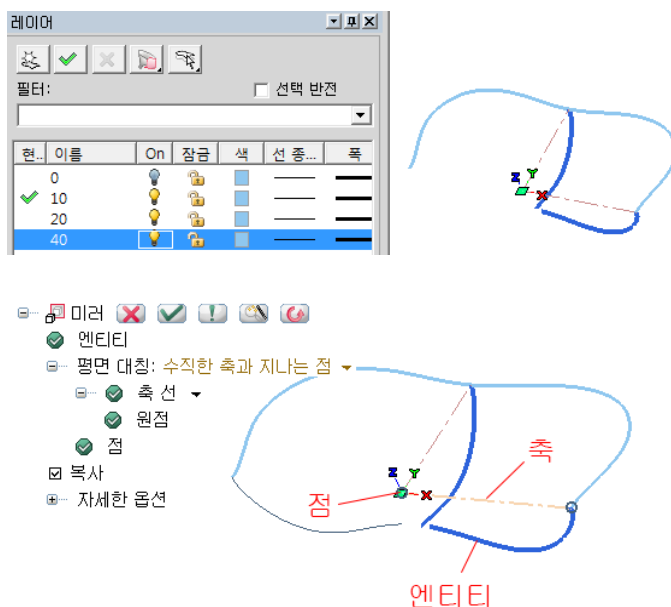 레이어
필터:
선택 반전
현.. 이름 On 잠금 색 선 종... 폭
0
10
20
40
Z Y X
미러
엔티티
평면 대칭: 수직한 축과 지나는 점
축 선
원점
점
복사
자세한 옵션
Z Y X
점
축
엔티티